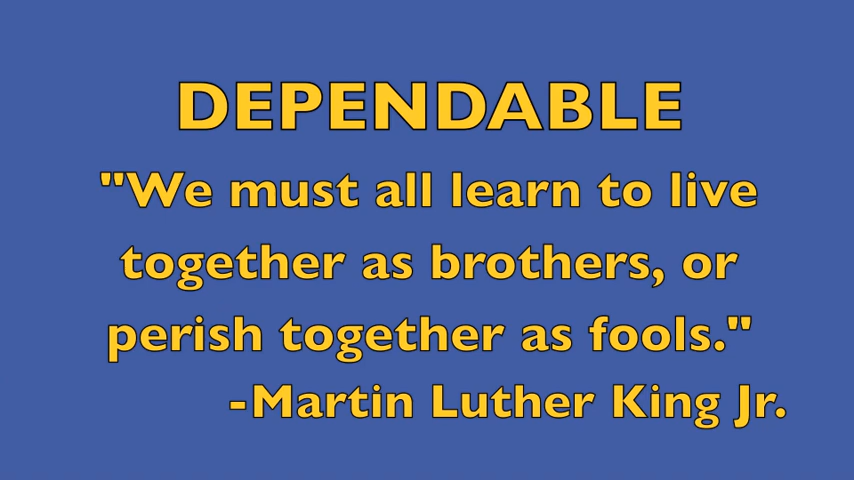 DEPENDABLE
"We must all learn to live
together as brothers, or
perish together as fools."
-Martin Luther King Jr.